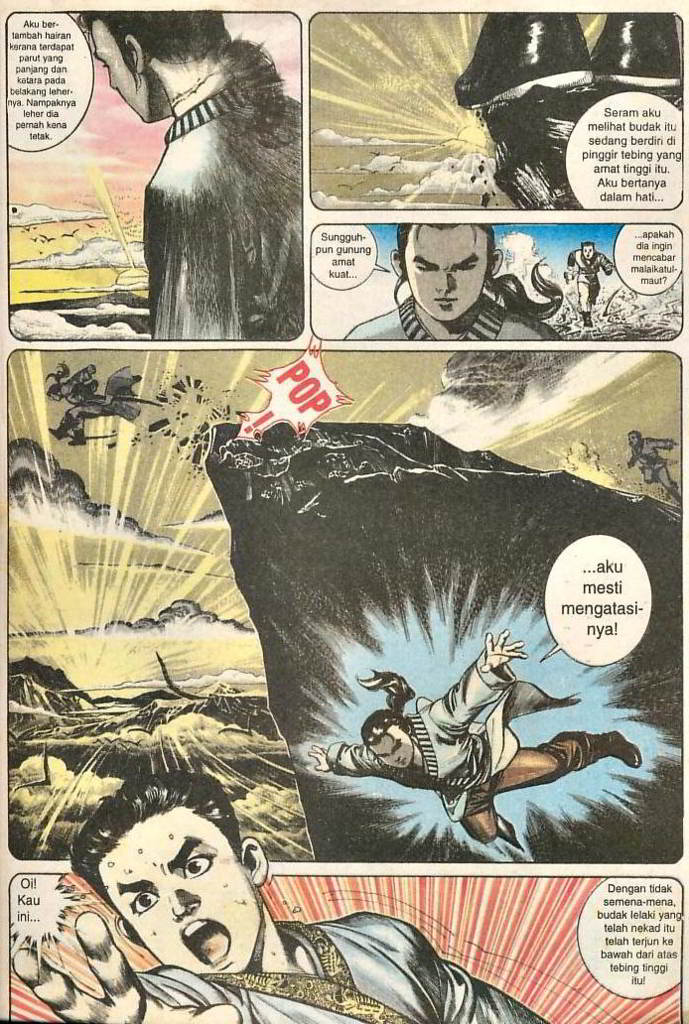 Aku ber-
tambah hairan
kerana terdapat
parut yang
panjang dan
ketara pada
belakang leher-
nya. Nampaknya
leher dia
pernah kena
tetak.
Seram aku
melihat budak itu
sedang berdiri di
pinggir tebing yang
amat tinggi itu.
Aku bertanya
dalam hati...
Sungguh-
pun gunung
amat
kuat...
...apakah
dia ingin
mencabar
malaikatul-
maut?
POP
!
...aku
mesti
mengatasi-
nya!
Oi!
Kau
ini...
Dengan tidak
semena-mena,
budak lelaki yang
telah nekad itu
telah terjun ke
bawah dari atas
tebing tinggi
itu!